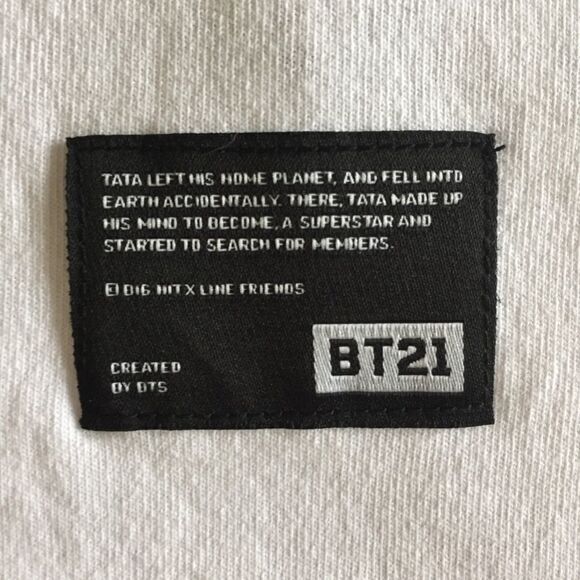 TATA LEFT HIS HOME PLANET, AND FELL INTO
EARTH ACCIDENTALLY. THERE, TATA MADE UP
HIS MIND TO BECOME, A SUPERSTAR AND
STARTED TO SEARCH FOR MEMBERS.
© BIG HIT X LINE FRIENDS
CREATED
BY BTS
BT21